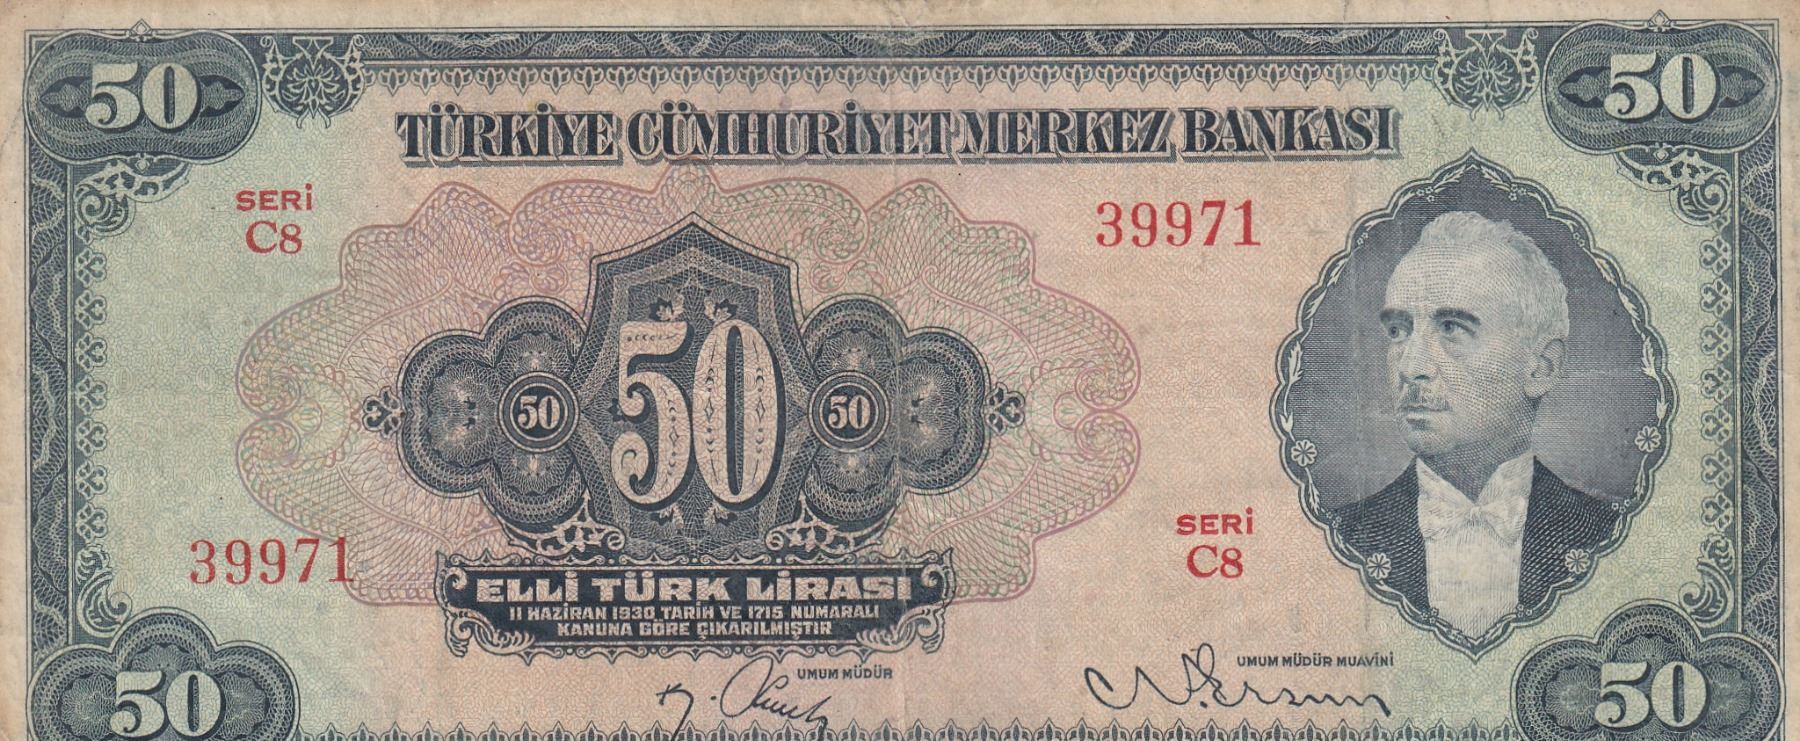 50 50
TÜRKİYE CÜMHURİYET MERKEZ BANKASI
SERİ
C8
39971
50 50 50
39971
SERİ
C8
ELLİ TÜRK LİRASI
11 HAZİRAN 1930 TARİH VE 1715 NUMARALI
KANUNA GÖRE ÇIKARILMIŞTIR
UMUM MÜDÜR
UMUM MÜDÜR MUAVİNİ
50 50